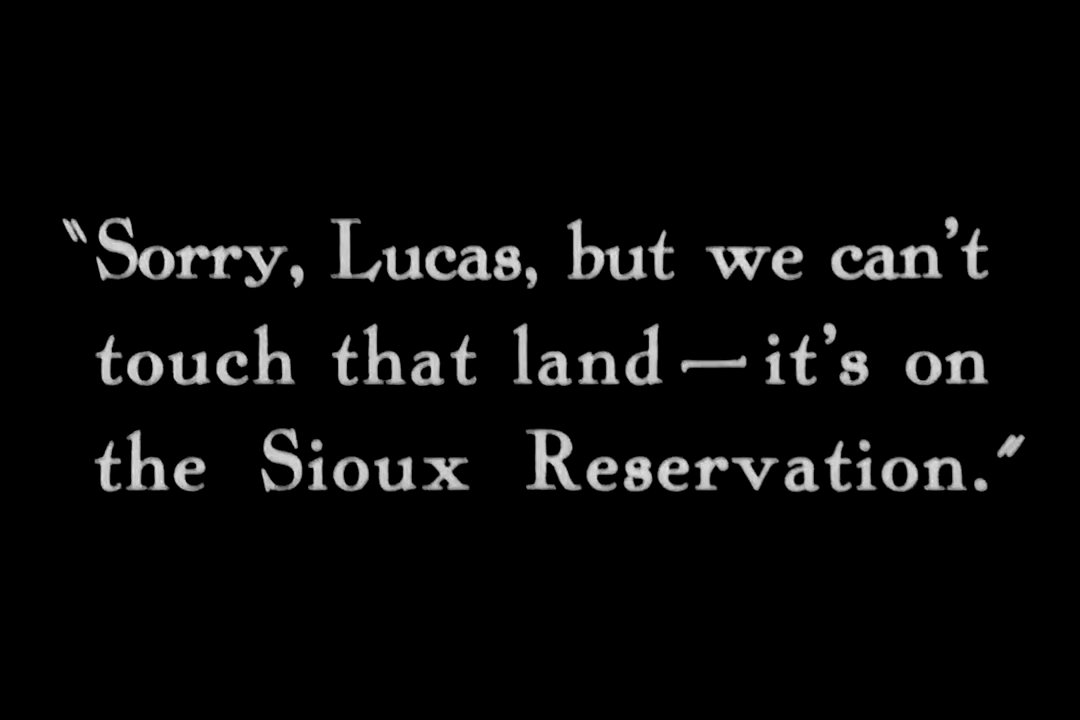 "Sorry, Lucas, but we can't
touch that land — it's on
the Sioux Reservation."